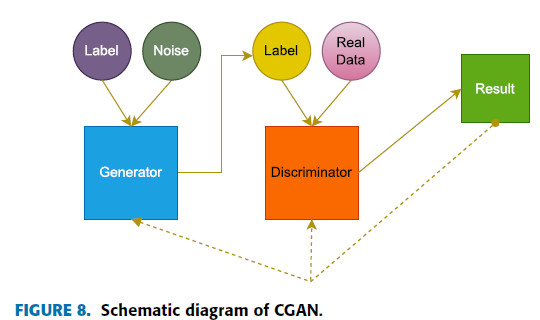 Label
Noise
Label
Real
Data
Result
Generator
Discriminator
FIGURE 8. Schematic diagram of CGAN.